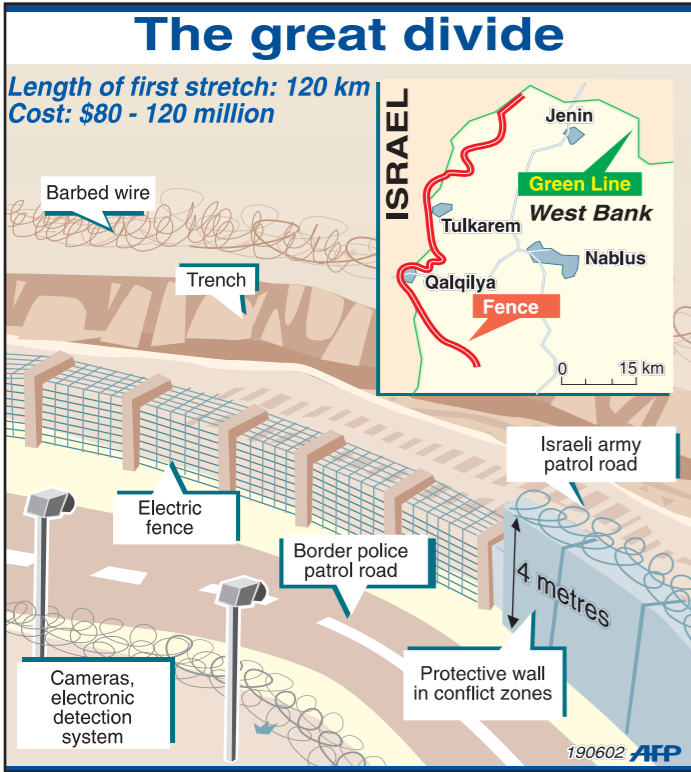 The great divide
Length of first stretch: 120 km
Cost: $80 - 120 million
ISRAEL
Jenin
Green Line
West Bank
Tulkarem
Nablus
Qalqilya
Fence
0 15 km
Barbed wire
Trench
Israeli army
patrol road
Electric
fence
Border police
patrol road
4 metres
Protective wall
in conflict zones
Cameras,
electronic
detection
system
190602 AFP